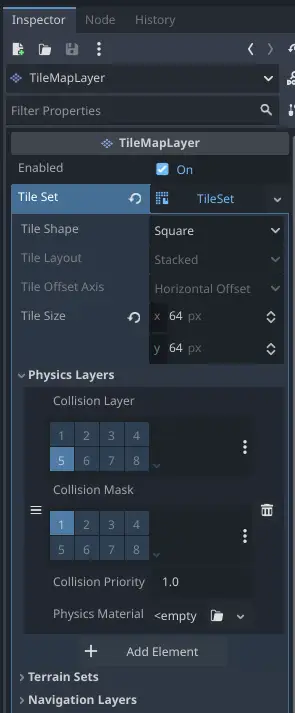 Inspector Node History
TileMapLayer
Filter Properties
TileMapLayer
Enabled On
Tile Set TileSet
Tile Shape Square
Tile Layout Stacked
Tile Offset Axis Horizontal Offset
Tile Size x 64 px
y 64 px
Physics Layers
Collision Layer
1 2 3 4
5 6 7 8
Collision Mask
1 2 3 4
5 6 7 8
Collision Priority 1.0
Physics Material <empty
+ Add Element
Terrain Sets
Navigation Layers